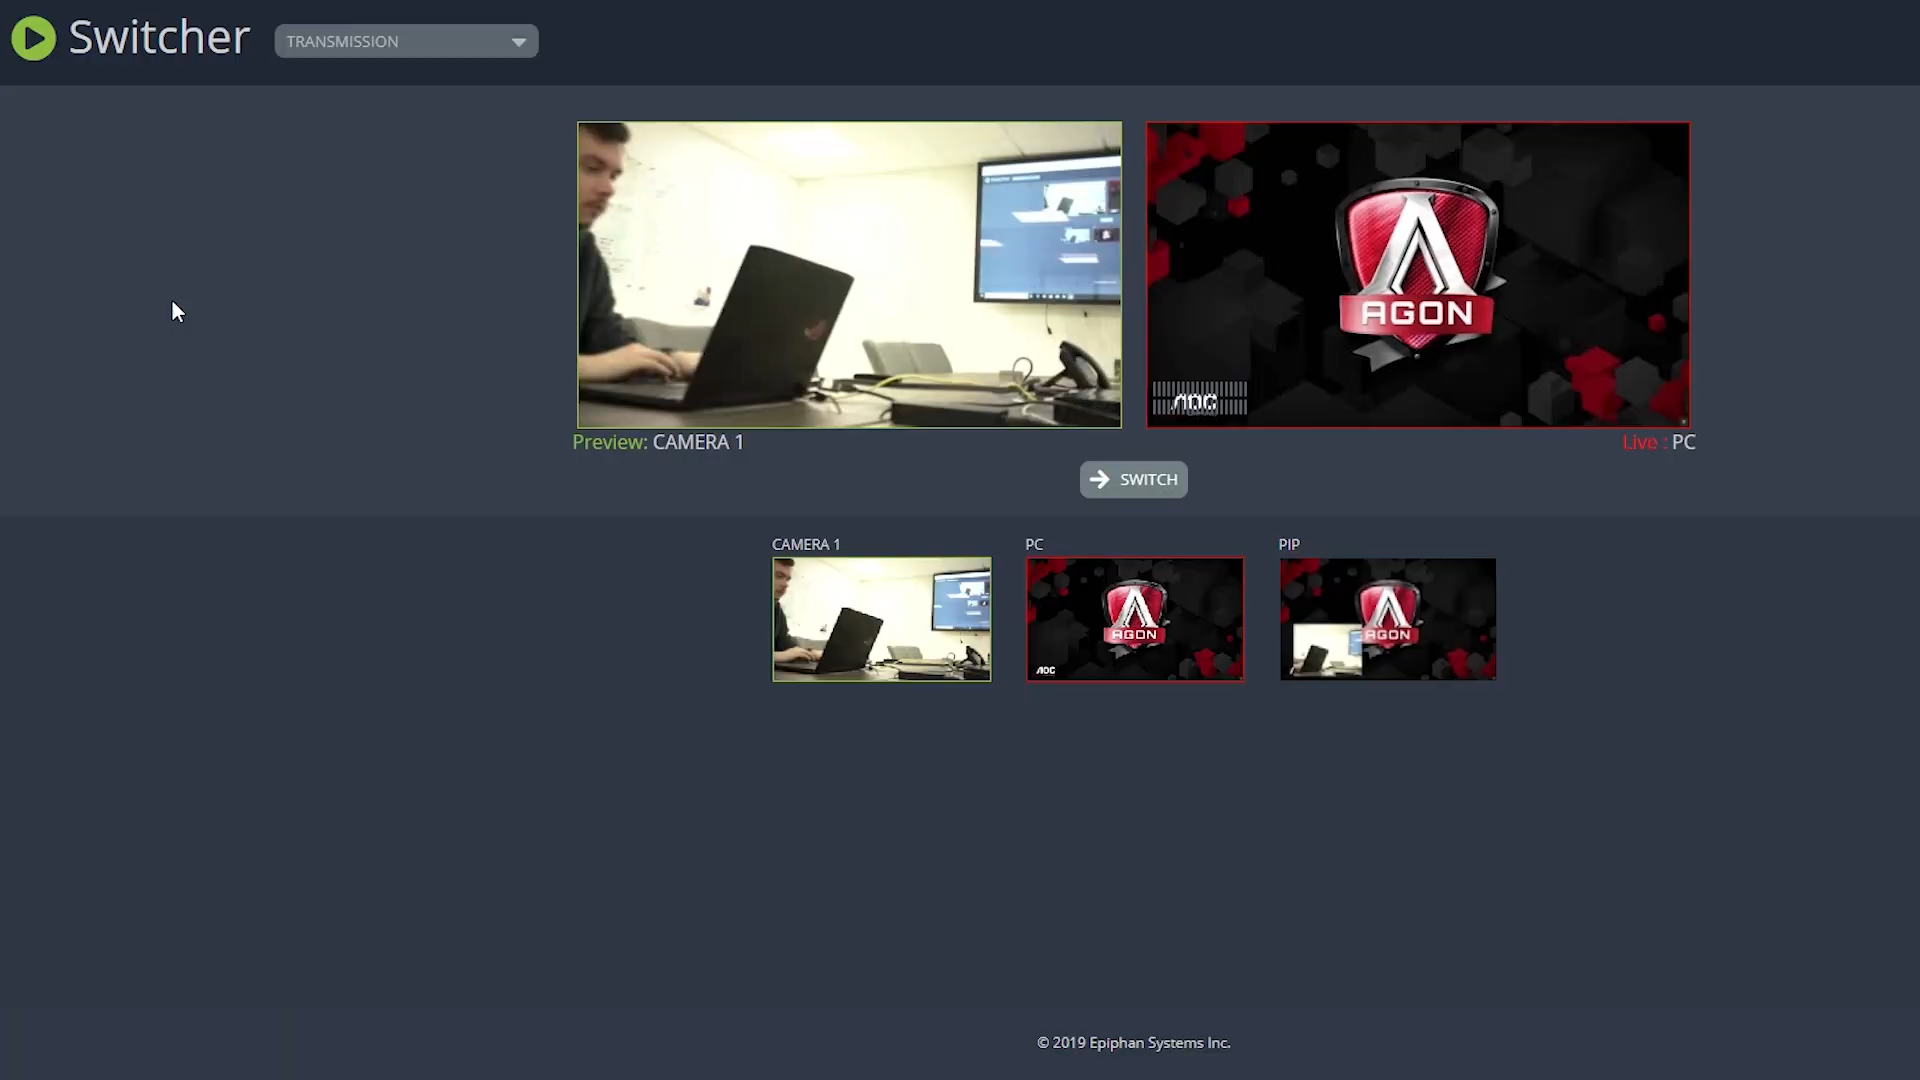 Switcher
TRANSMISSION
AGON
AOC
Preview: CAMERA 1
Live : PC
SWITCH
CAMERA 1
PC
PIP
AGON
AOC
AGON
© 2019 Epiphan Systems Inc.